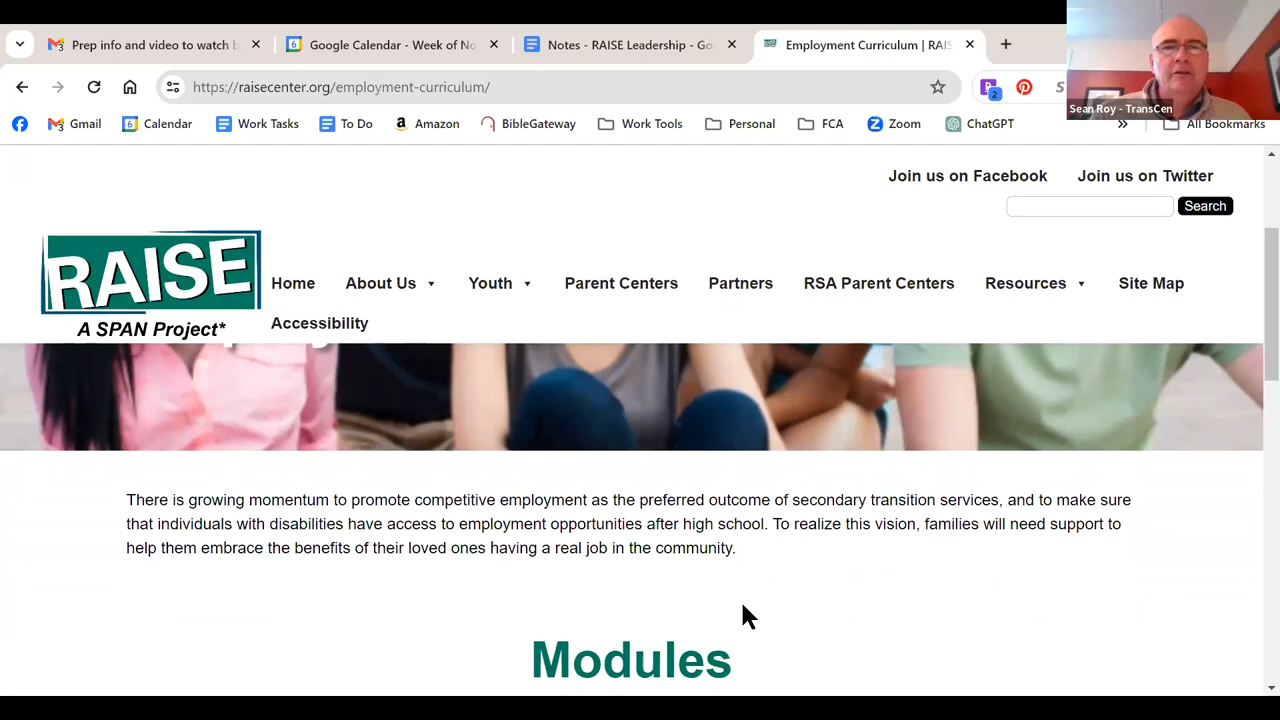 Prep info and video to watch b
Google Calendar - Week of No
Notes - RAISE Leadership - Go
Employment Curriculum | RAIS
https://raisecenter.org/employment-curriculum/
2
Sean Roy - TransCen
Gmail
Calendar
Work Tasks
To Do
Amazon
BibleGateway
Work Tools
Personal
FCA
Zoom
ChatGPT
All Bookmarks
Join us on Facebook
Join us on Twitter
Search
RAISE
A SPAN Project*
Home
About Us
Youth
Parent Centers
Partners
RSA Parent Centers
Resources
Site Map
Accessibility
There is growing momentum to promote competitive employment as the preferred outcome of secondary transition services, and to make sure
that individuals with disabilities have access to employment opportunities after high school. To realize this vision, families will need support to
help them embrace the benefits of their loved ones having a real job in the community.
Modules